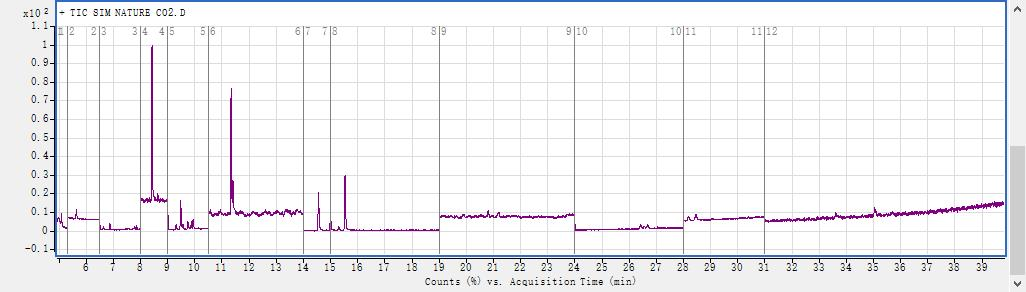 + TIC SIM NATURE CO2.D
x10 2
1 2 2 3 3 4 4 5 5 6 6 7 7 8 8 9 9 10 10 11 11 12
1.1
1
0.9
0.8
0.7
0.6
0.5
0.4
0.3
0.2
0.1
0
-0.1
6 7 8 9 10 11 12 13 14 15 16 17 18 19 20 21 22 23 24 25 26 27 28 29 30 31 32 33 34 35 36 37 38 39
Counts (%) vs. Acquisition Time (min)